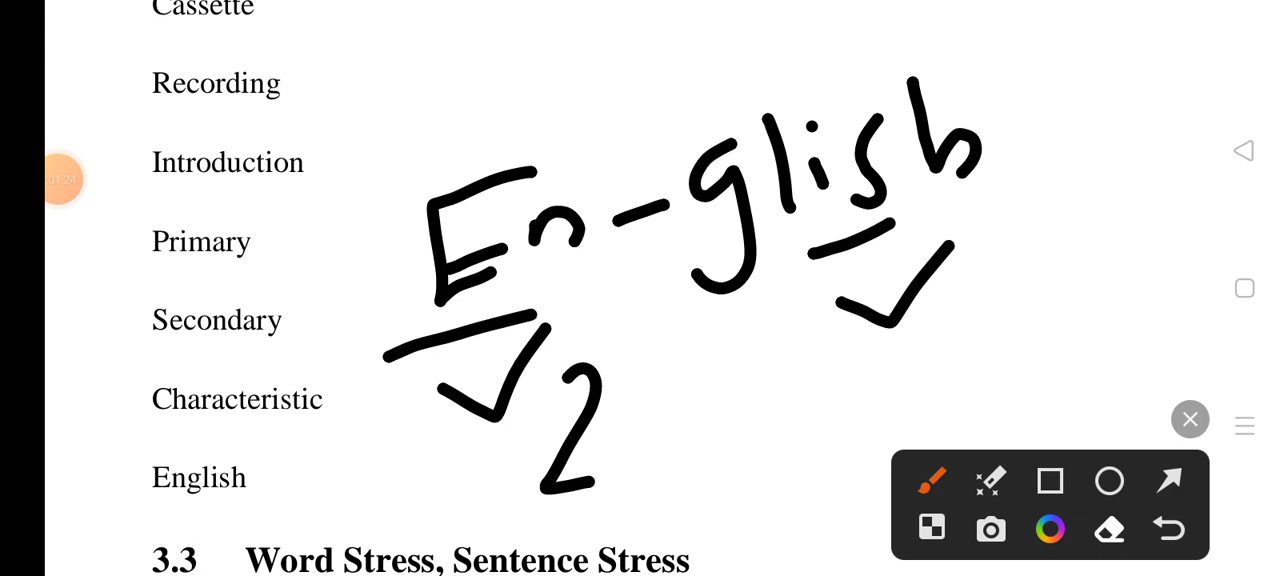 Cassette
Recording
Introduction
Primary
Secondary
Characteristic
English
3.3 Word Stress, Sentence Stress
En-glish
2
01:24